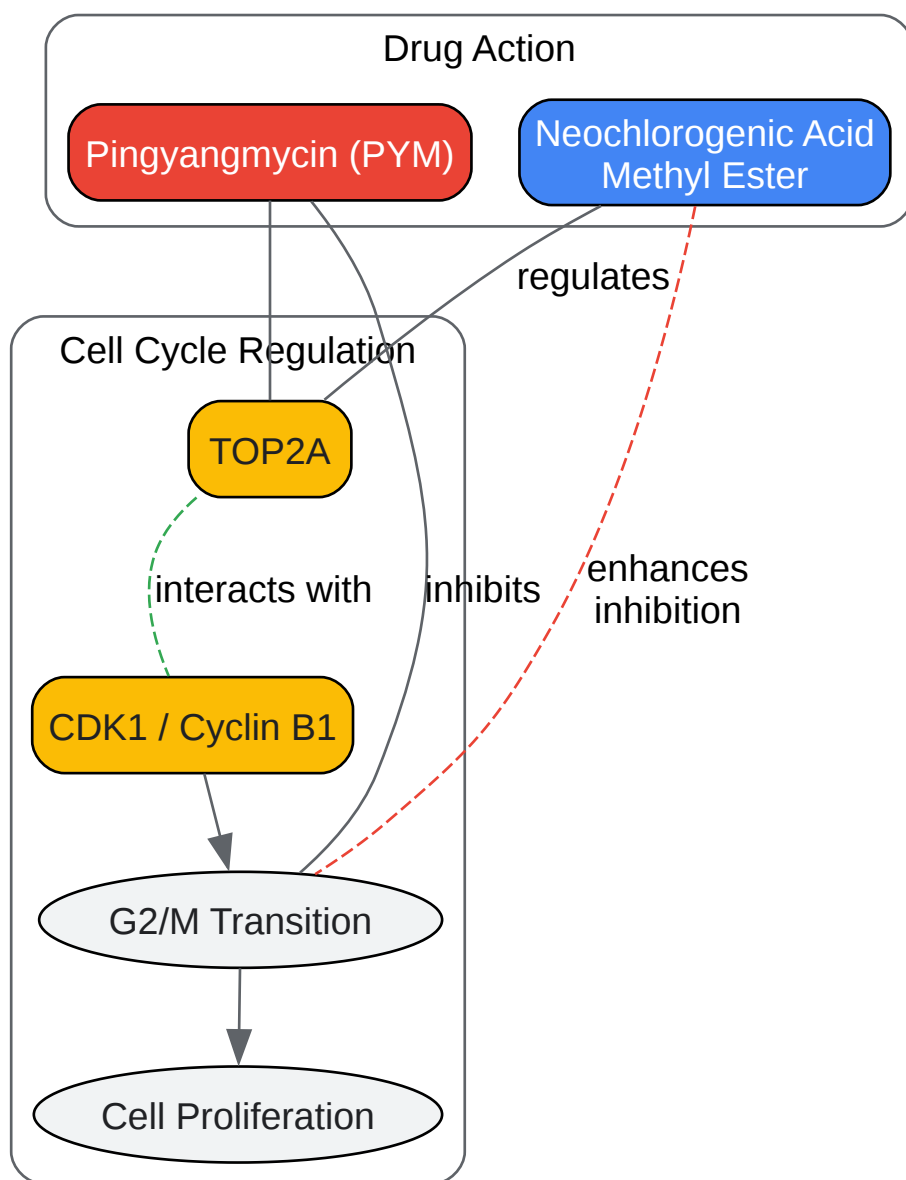 Drug Action
Pingyangmycin (PYM)
Neochlorogenic Acid
Methyl Ester
regulates
Cell Cycle Regulation
TOP2A
interacts with
inhibits
enhances
inhibition
CDK1 / Cyclin B1
G2/M Transition
Cell Proliferation